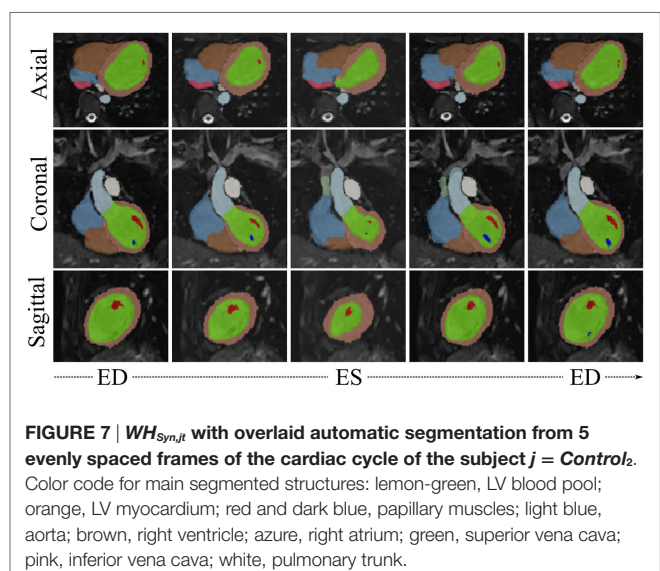 Axial
Coronal
Sagittal
ED ES ED
FIGURE 7 | WH_Syn,jt with overlaid automatic segmentation from 5
evenly spaced frames of the cardiac cycle of the subject j = Control₂.
Color code for main segmented structures: lemon-green, LV blood pool;
orange, LV myocardium; red and dark blue, papillary muscles; light blue,
aorta; brown, right ventricle; azure, right atrium; green, superior vena cava;
pink, inferior vena cava; white, pulmonary trunk.